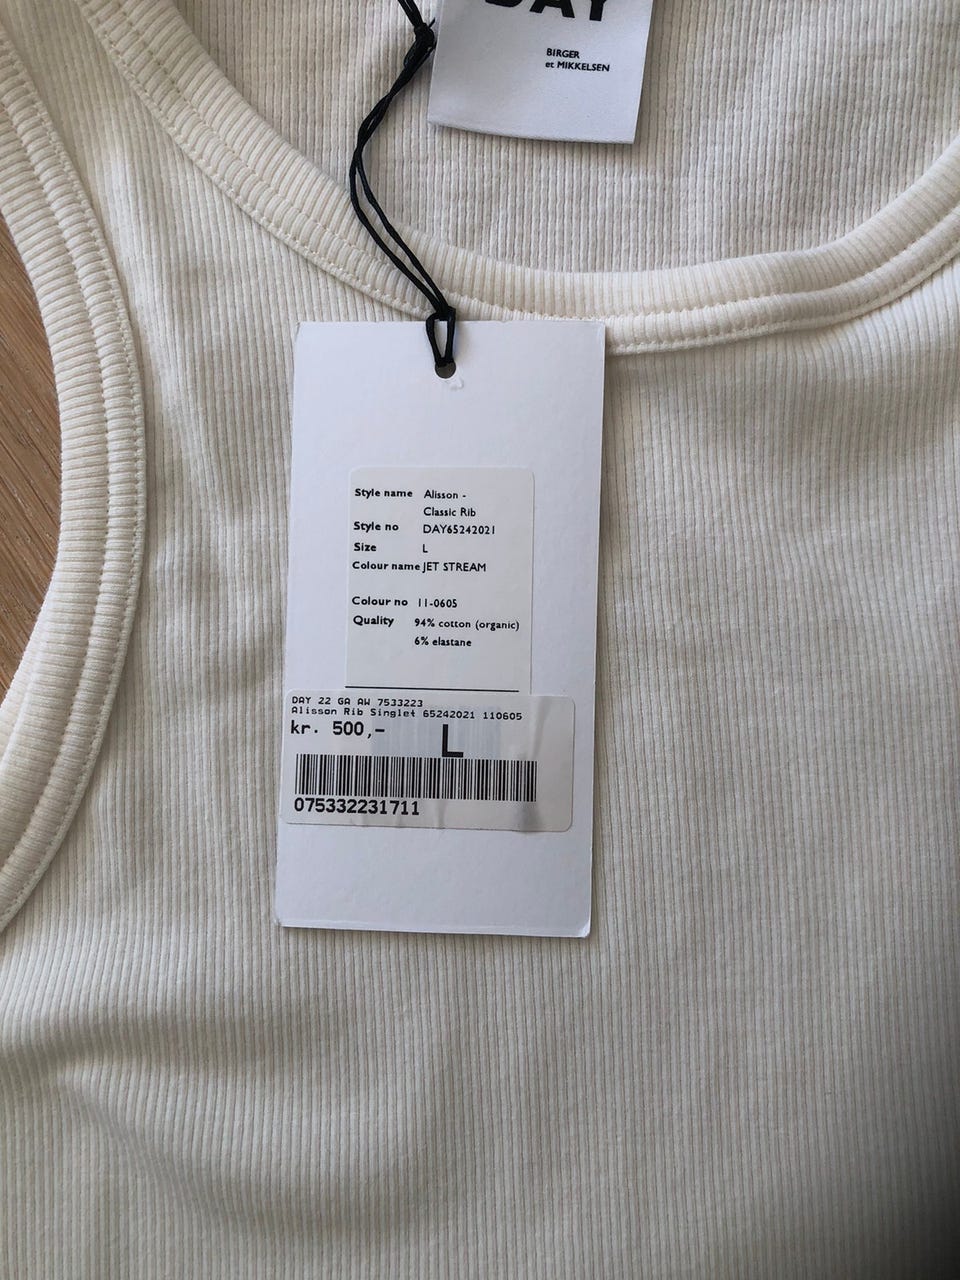 DAY
BIRGER
et MIKKELSEN
Style name Alisson -
Classic Rib
Style no DAY65242021
Size L
Colour name JET STREAM
Colour no 11-0605
Quality 94% cotton (organic)
6% elastane
DAY 22 GA AW 7533223
Alisson Rib Singlet 65242021 110605
kr. 500,- L
075332231711